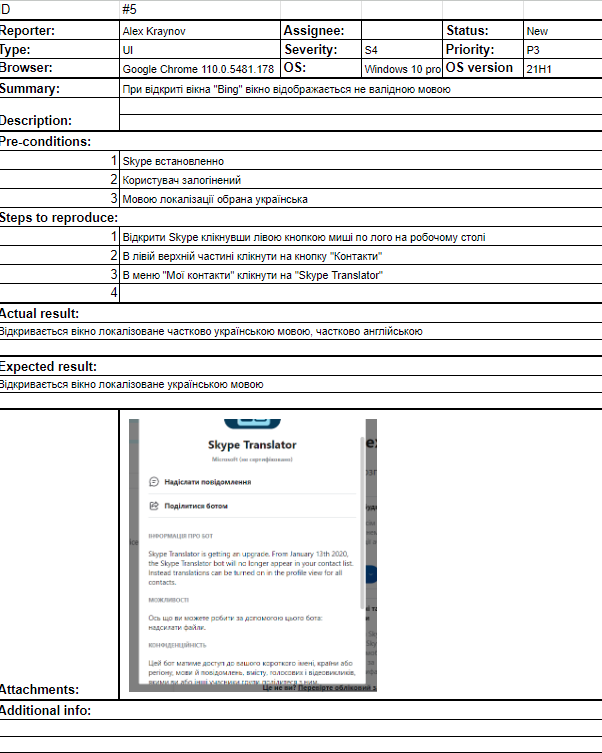 ID #5
Reporter: Alex Kraynov Assignee: Status: New
Type: UI Severity: S4 Priority: P3
Browser: Google Chrome 110.0.5481.178 OS: Windows 10 pro OS version 21H1
Summary: При відкриті вікна "Bing" вікно відображається не валідною мовою
Description:
Pre-conditions:
1 Skype встановленно
2 Користувач залогінений
3 Мовою локалізації обрана українська
Steps to reproduce:
1 Відкрити Skype клікнувши лівою кнопкою миші по лого на робочому столі
2 В лівій верхній частині клікнути на кнопку "Контакти"
3 В меню "Мої контакти" клікнути на "Skype Translator"
4
Actual result:
Відкривається вікно локалізоване частково українською мовою, частково англійською
Expected result:
Відкривається вікно локалізоване українською мовою
Skype Translator
Microsoft (не сертифіковано)
Надіслати повідомлення
Поділитися ботом
ІНФОРМАЦІЯ ПРО БОТ
Skype Translator is getting an upgrade. From January 13th 2020,
the Skype Translator bot will no longer appear in your contact list.
Instead translations can be turned on in the profile view for all
contacts.
МОЖЛИВОСТІ
Ось що ви можете робити за допомогою цього бота:
надсилати файли.
КОНФІДЕНЦІЙНІСТЬ
Цей бот матиме доступ до вашого короткого імені, країни або
регіону, мови й повідомлень, вмісту, голосових і відеовикликів,
якими ви або інші учасники групи поділитеся з ним.
Це не ви? Перевірте обліковий з
Attachments:
Additional info: